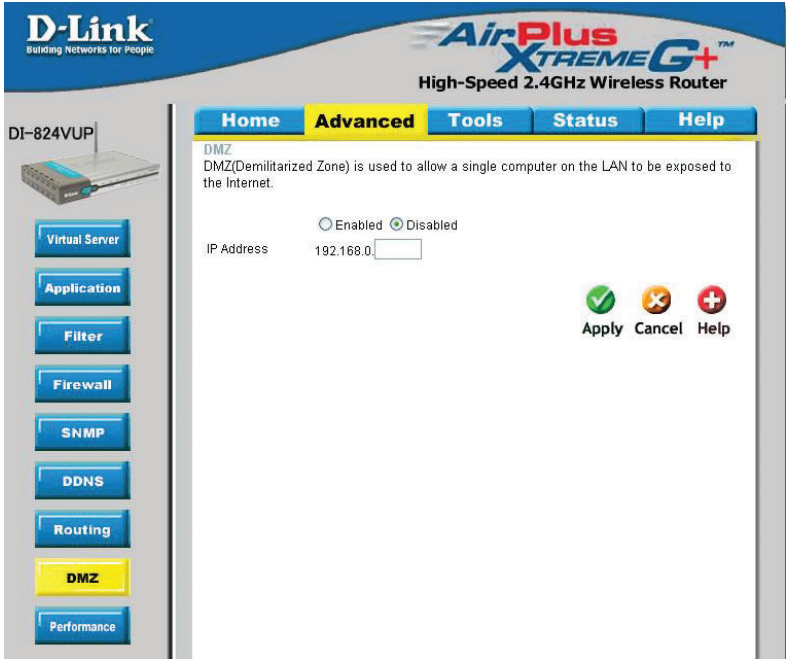 D-Link
Building Networks for People
AirPlus
XTREME G+™
High-Speed 2.4GHz Wireless Router
DI-824VUP
Home Advanced Tools Status Help
DMZ
DMZ(Demilitarized Zone) is used to allow a single computer on the LAN to be exposed to
the Internet.
Enabled Disabled
IP Address 192.168.0.
Apply Cancel Help
Virtual Server
Application
Filter
Firewall
SNMP
DDNS
Routing
DMZ
Performance